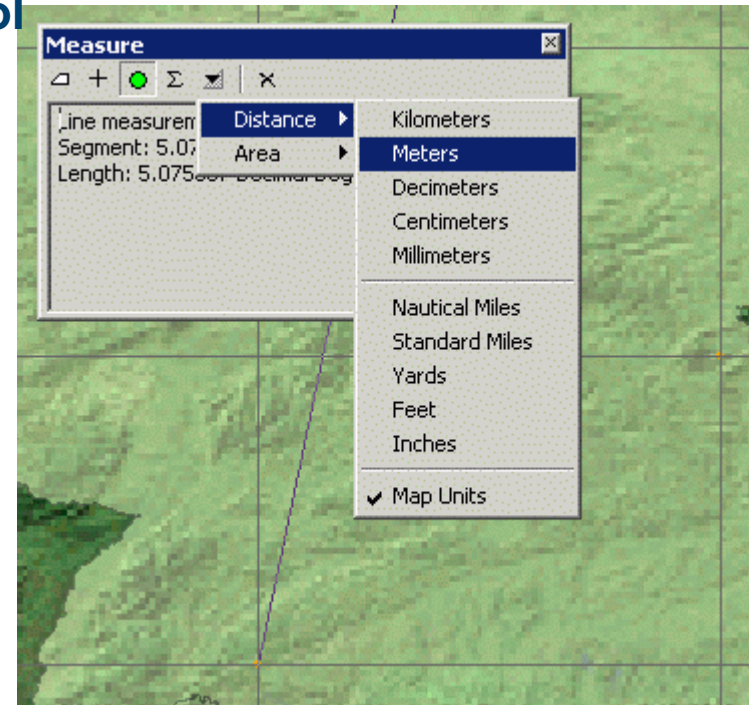 ol
Measure
Σ
Line measurem
Segment: 5.07
Length: 5.075
Distance
Area
Kilometers
Meters
Decimeters
Centimeters
Millimeters
Nautical Miles
Standard Miles
Yards
Feet
Inches
Map Units